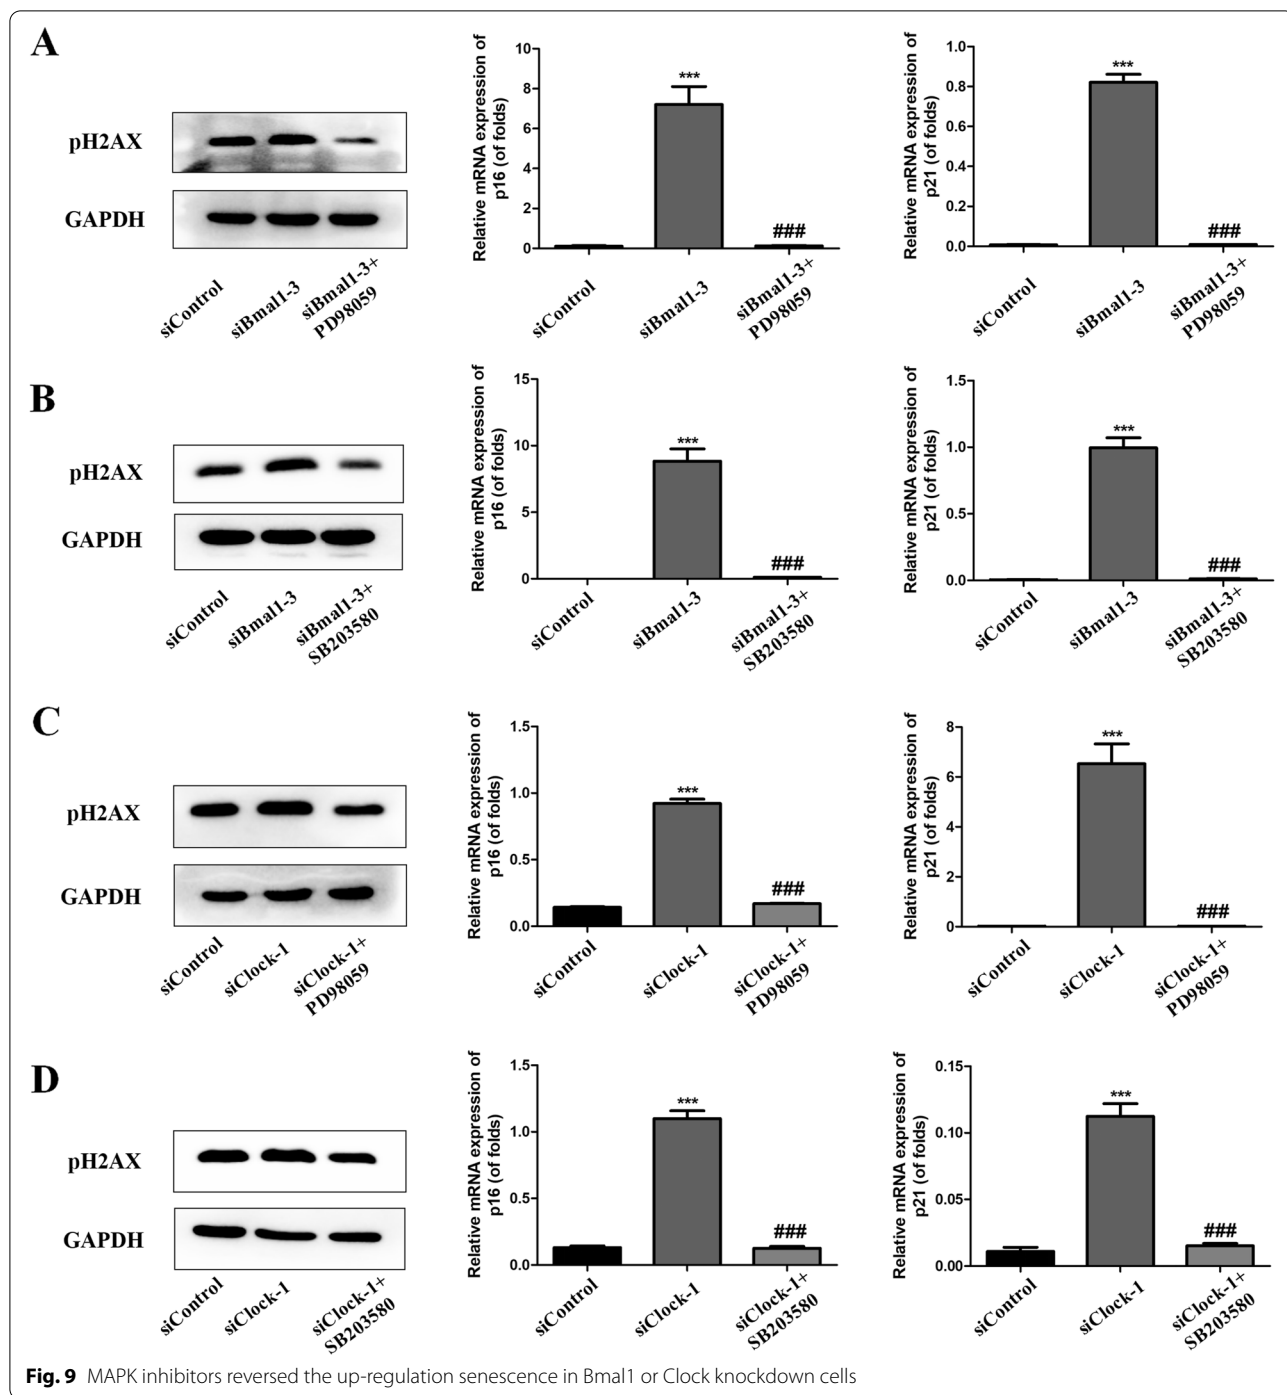 A
pH2AX
GAPDH
siControl
siBmal1-3
siBmal1-3+
PD98059
Relative mRNA expression of
p16 (of folds)
10
8
6
4
2
0
***
###
siControl
siBmal1-3
siBmal1-3+
PD98059
Relative mRNA expression of
p21 (of folds)
1.0
0.8
0.6
0.4
0.2
0.0
***
###
siControl
siBmal1-3
siBmal1-3+
PD98059
B
pH2AX
GAPDH
siControl
siBmal1-3
siBmal1-3+
SB203580
Relative mRNA expression of
p16 (of folds)
15
10
5
0
***
###
siControl
siBmal1-3
siBmal1-3+
SB203580
Relative mRNA expression of
p21 (of folds)
1.5
1.0
0.5
0.0
***
###
siControl
siBmal1-3
siBmal1-3+
SB203580
C
pH2AX
GAPDH
siControl
siClock-1
siClock-1+
PD98059
Relative mRNA expression of
p16 (of folds)
1.5
1.0
0.5
0.0
***
###
siControl
siClock-1
siClock-1+
PD98059
Relative mRNA expression of
p21 (of folds)
8
6
4
2
0
***
###
siControl
siClock-1
siClock-1+
PD98059
D
pH2AX
GAPDH
siControl
siClock-1
siClock-1+
SB203580
Relative mRNA expression of
p16 (of folds)
1.5
1.0
0.5
0.0
***
###
siControl
siClock-1
siClock-1+
SB203580
Relative mRNA expression of
p21 (of folds)
0.15
0.10
0.05
0.00
***
###
siControl
siClock-1
siClock-1+
SB203580
Fig. 9 MAPK inhibitors reversed the up-regulation senescence in Bmal1 or Clock knockdown cells